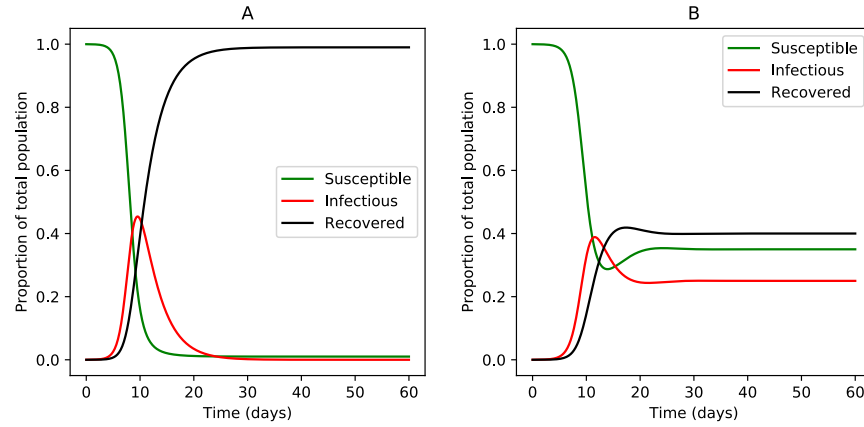 A
Proportion of total population
1.0
0.8
0.6
0.4
0.2
0.0
Susceptible
Infectious
Recovered
0 10 20 30 40 50 60
Time (days)
B
Proportion of total population
1.0
0.8
0.6
0.4
0.2
0.0
Susceptible
Infectious
Recovered
0 10 20 30 40 50 60
Time (days)